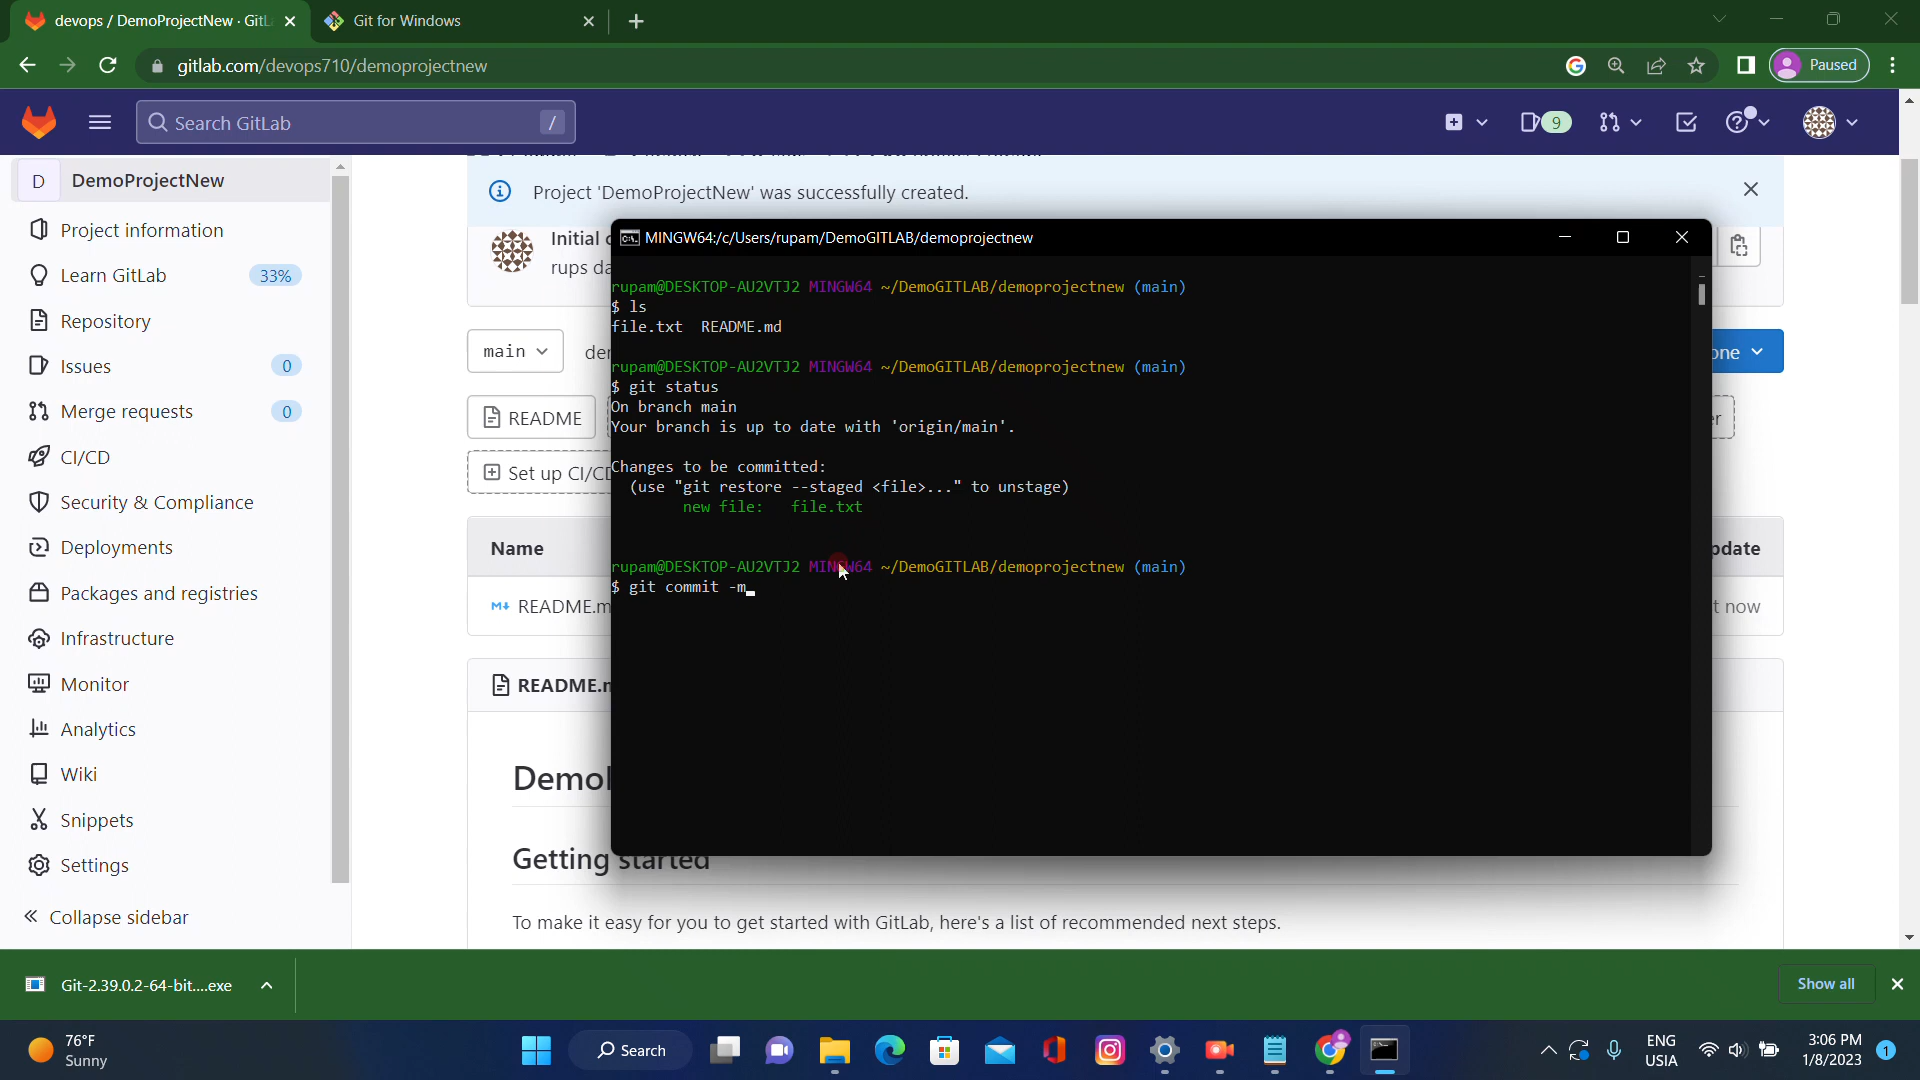 devops / DemoProjectNew · GitL
Git for Windows
gitlab.com/devops710/demoprojectnew
Paused
Search GitLab
/
9
D
DemoProjectNew
Project information
Learn GitLab
33%
Repository
Issues
0
Merge requests
0
CI/CD
Security & Compliance
Deployments
Packages and registries
Infrastructure
Monitor
Analytics
Wiki
Snippets
Settings
Collapse sidebar
Project 'DemoProjectNew' was successfully created.
Initial
rups da
main
README
Set up CI/CD
Name
README.m
README.m
Getting started
To make it easy for you to get started with GitLab, here's a list of recommended next steps.
MINGW64:/c/Users/rupam/DemoGITLAB/demoprojectnew
rupam@DESKTOP-AU2VTJ2 MINGW64 ~/DemoGITLAB/demoprojectnew (main)
$ ls
file.txt README.md
rupam@DESKTOP-AU2VTJ2 MINGW64 ~/DemoGITLAB/demoprojectnew (main)
$ git status
On branch main
Your branch is up to date with 'origin/main'.
Changes to be committed:
(use "git restore --staged <file>..." to unstage)
new file: file.txt
rupam@DESKTOP-AU2VTJ2 MINGW64 ~/DemoGITLAB/demoprojectnew (main)
$ git commit -m
t now
Git-2.39.0.2-64-bit....exe
Show all
76°F
Sunny
Search
ENG
USIA
3:06 PM
1/8/2023
1